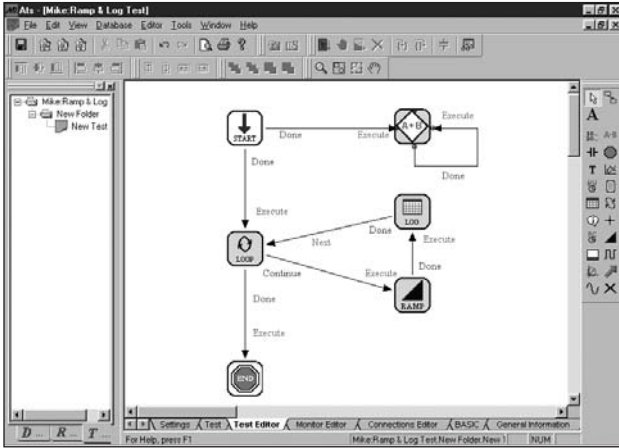 Ats - [Mike:Ramp & Log Test]
File Edit View Database Editor Tools Window Help
Mike:Ramp & Log
New Folder
New Test
START
Done
Execute
A+B
Execute
Done
Done
Execute
LOOP
Next
Done
LOG
Execute
Done
Continue
Execute
RAMP
Done
Execute
END
D ... R ... T ...
Settings Test Test Editor Monitor Editor Connections Editor BASIC General Information
For Help, press F1
Mike:Ramp & Log Test.New Folder.New T
NUM